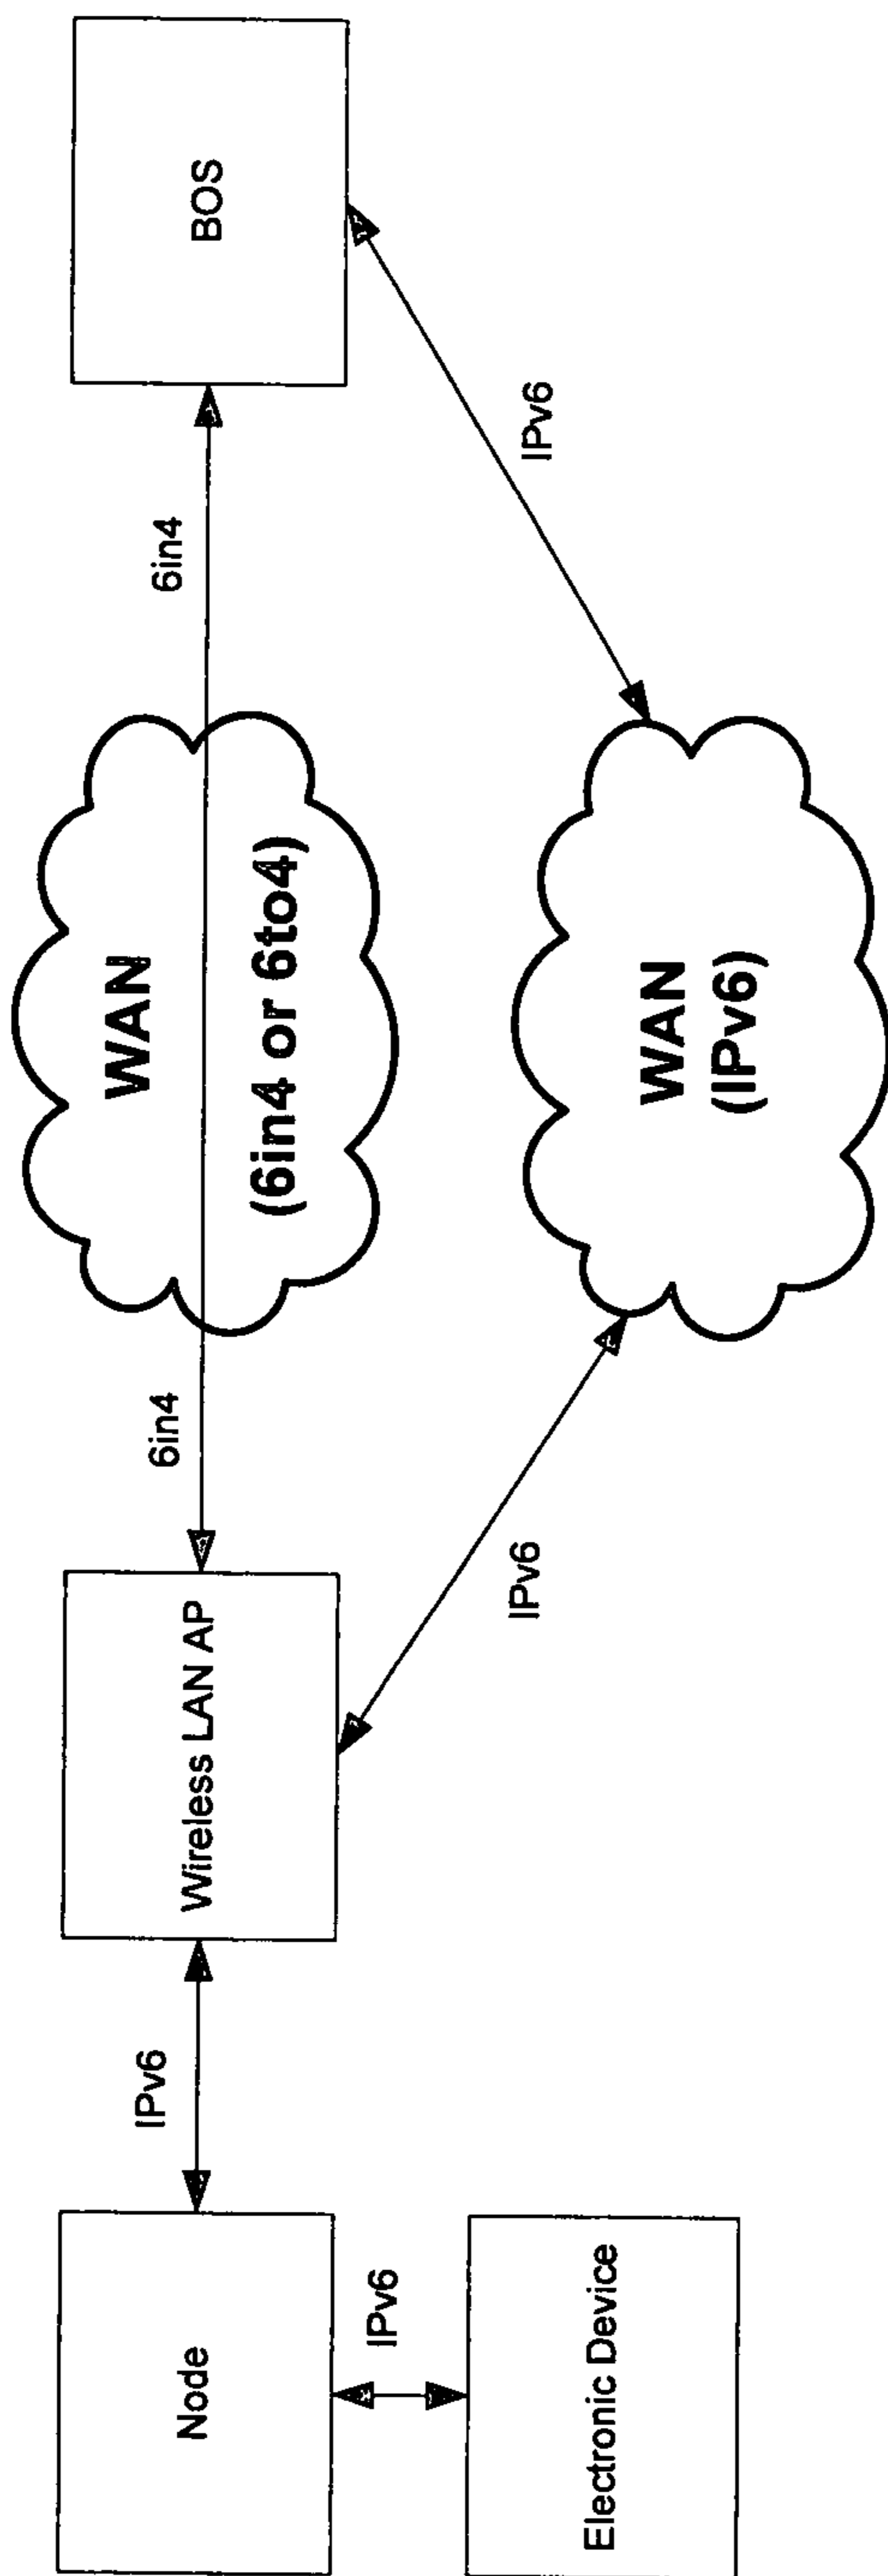 Node
IPv6
Wireless LAN AP
6in4
WAN
(6in4 or 6to4)
6in4
BOS
IPv6
Electronic Device
IPv6
WAN
(IPv6)
IPv6